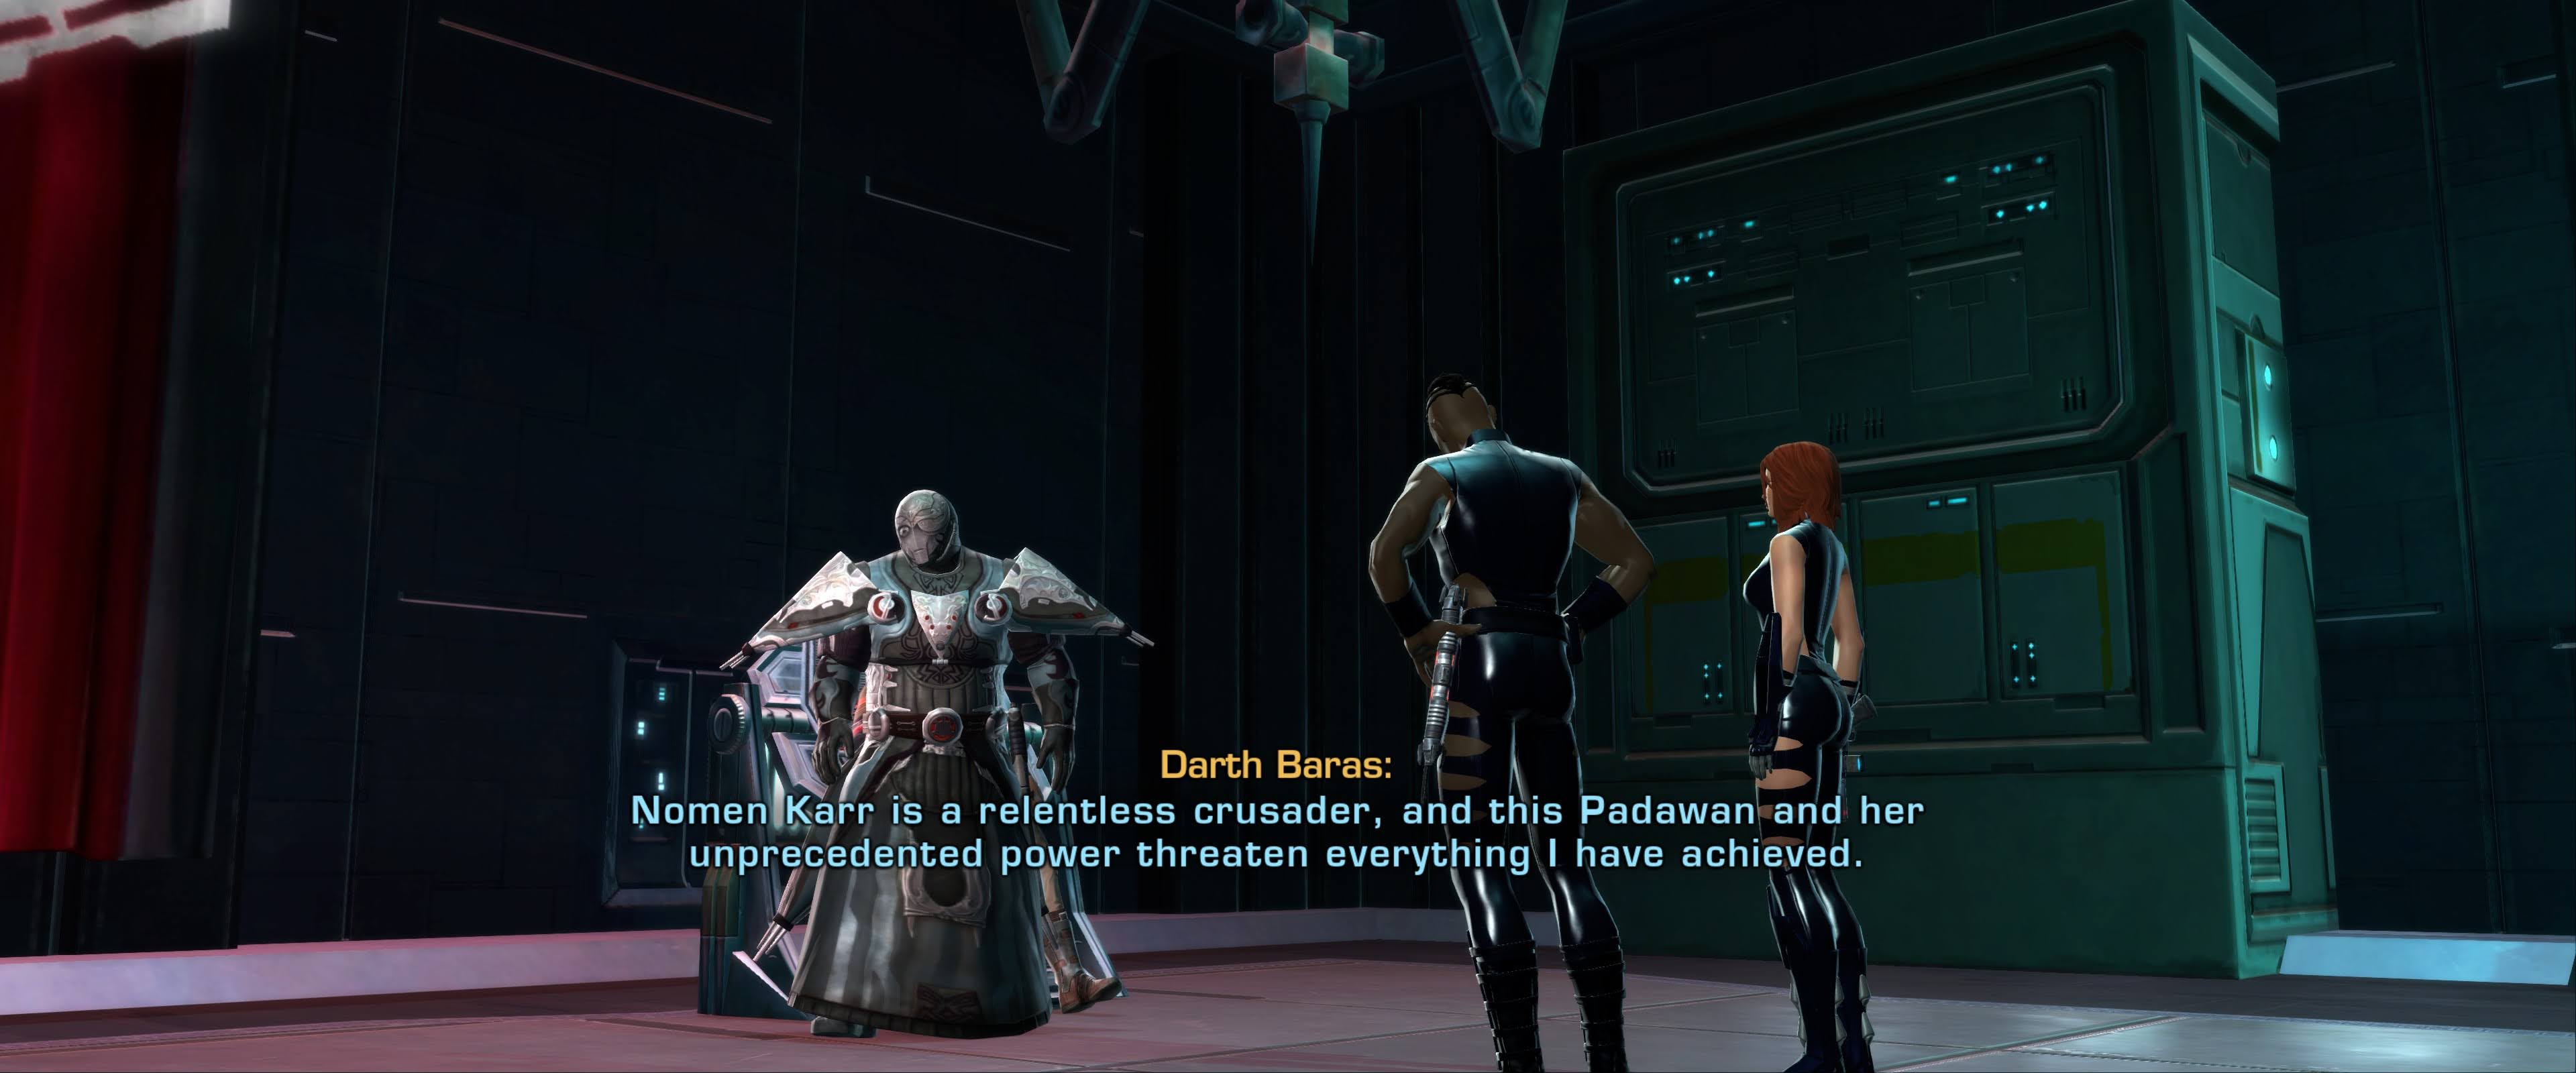 Darth Baras:
Nomen Karr is a relentless crusader, and this Padawan and her
unprecedented power threaten everything I have achieved.